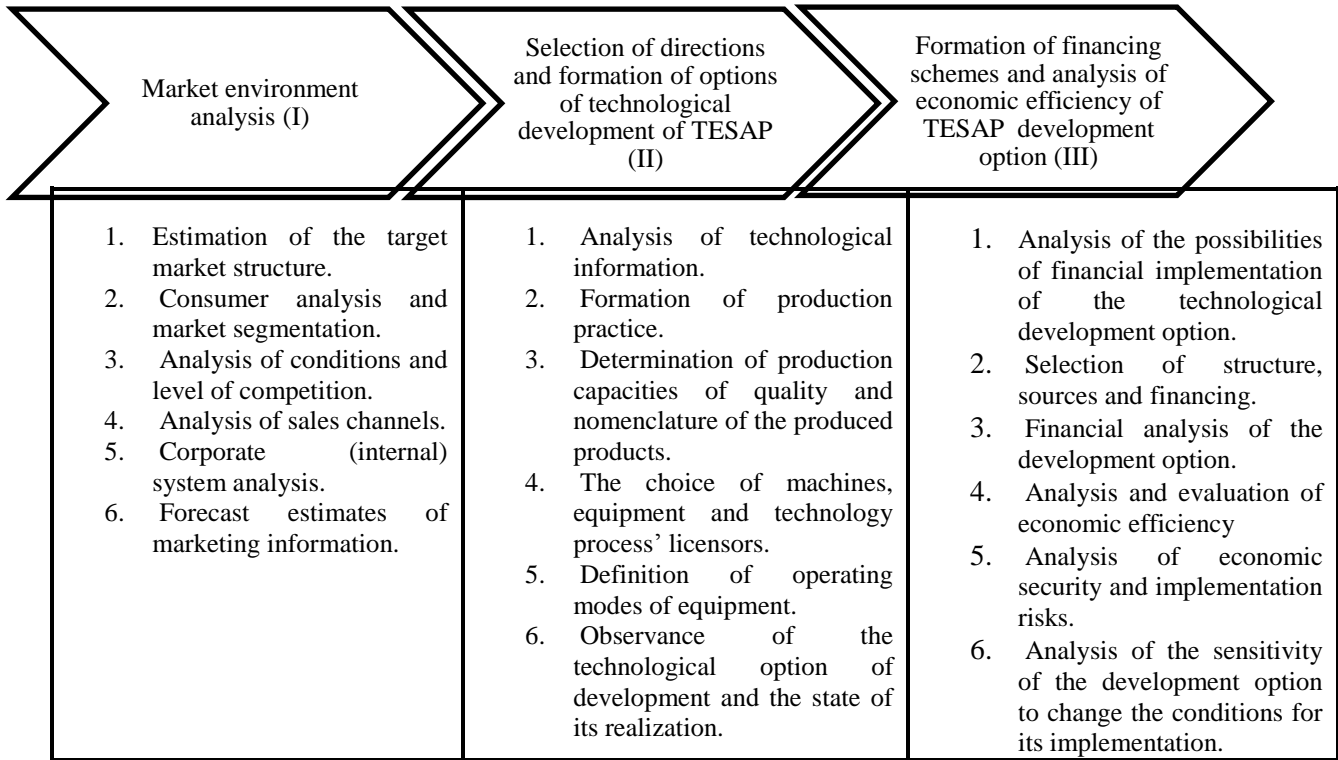 Market environment
analysis (I)
Selection of directions
and formation of options
of technological
development of TESAP
(II)
Formation of financing
schemes and analysis of
economic efficiency of
TESAP development
option (III)
1. Estimation of the target
market structure.
2. Consumer analysis and
market segmentation.
3. Analysis of conditions and
level of competition.
4. Analysis of sales channels.
5. Corporate (internal)
system analysis.
6. Forecast estimates of
marketing information.
1. Analysis of technological
information.
2. Formation of production
practice.
3. Determination of production
capacities of quality and
nomenclature of the produced
products.
4. The choice of machines,
equipment and technology
process’ licensors.
5. Definition of operating
modes of equipment.
6. Observance of the
technological option of
development and the state of
its realization.
1. Analysis of the possibilities
of financial implementation
of the technological
development option.
2. Selection of structure,
sources and financing.
3. Financial analysis of the
development option.
4. Analysis and evaluation of
economic efficiency
5. Analysis of economic
security and implementation
risks.
6. Analysis of the sensitivity
of the development option
to change the conditions for
its implementation.